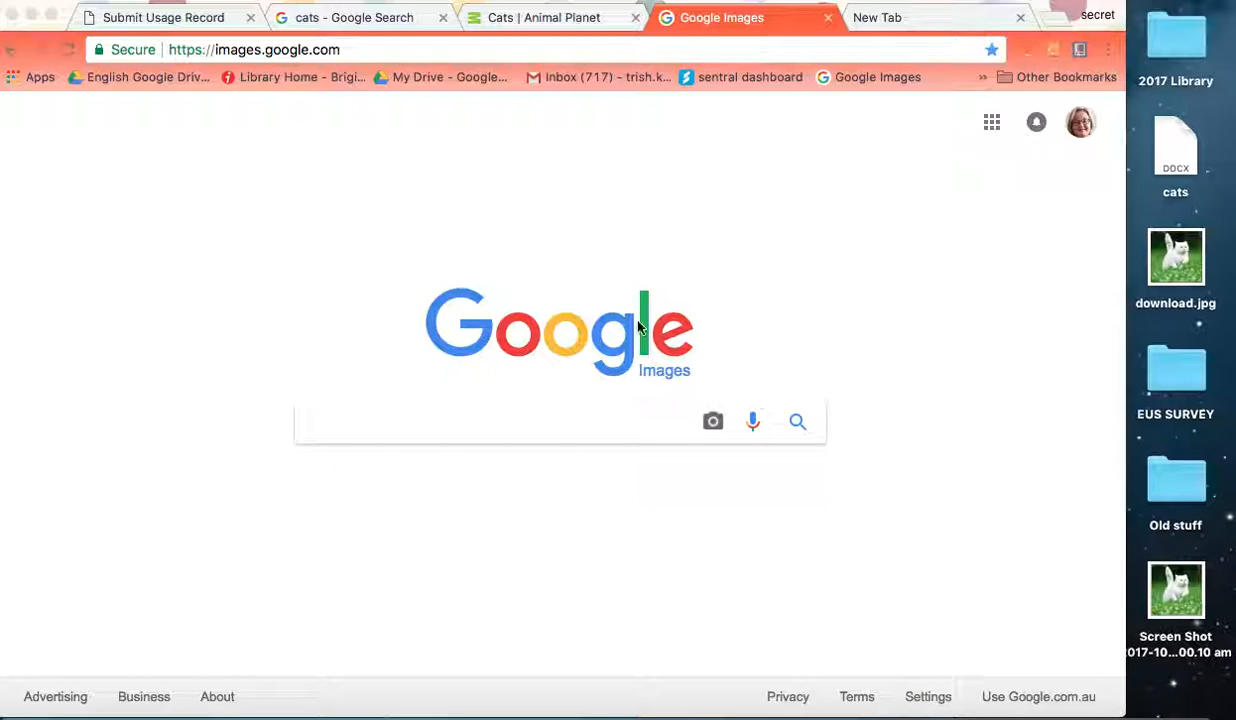 Submit Usage Record
cats - Google Search
Cats | Animal Planet
Google Images
New Tab
secret
Secure https://images.google.com
Apps
English Google Driv...
Library Home - Brigi...
My Drive - Google...
Inbox (717) - trish.k...
sentral dashboard
Google Images
» Other Bookmarks
Google
Images
Advertising
Business
About
Privacy
Terms
Settings
Use Google.com.au
2017 Library
DOCX
cats
download.jpg
EUS SURVEY
Old stuff
Screen Shot
2017-10...00.10 am